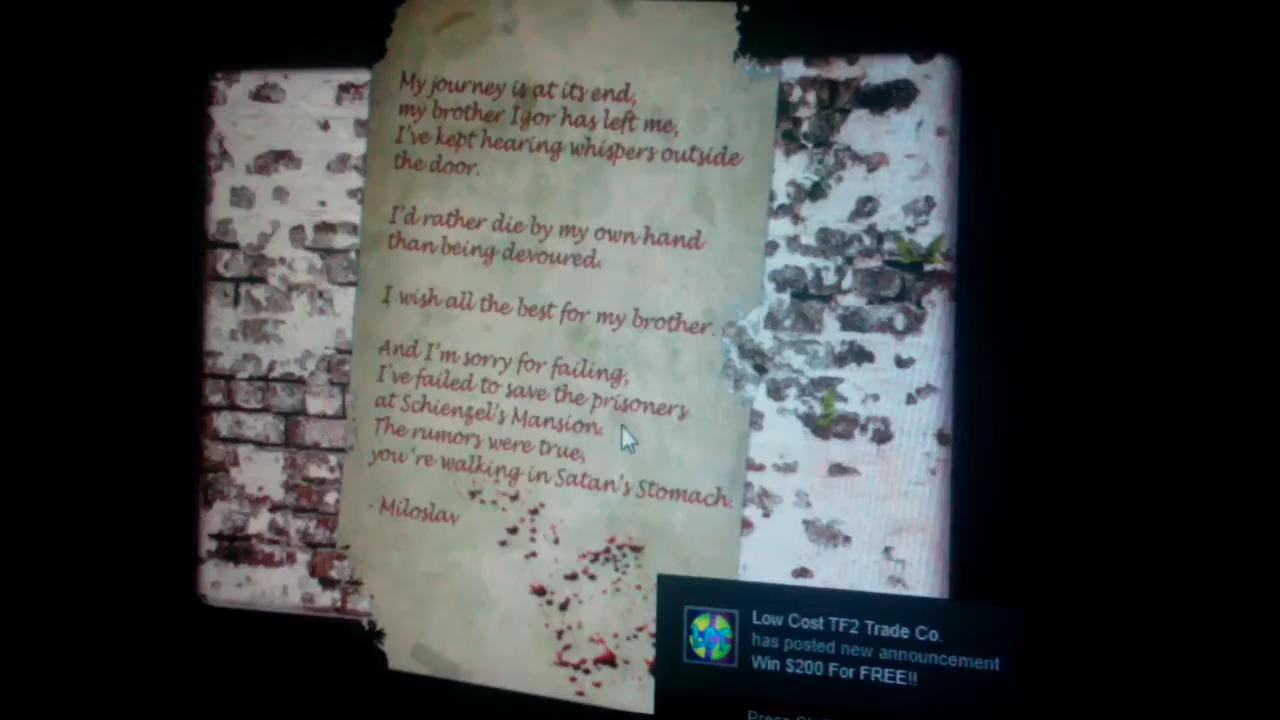 My journey is at its end,
my brother Igor has left me,
I've kept hearing whispers outside
the door.
I'd rather die by my own hand
than being devoured.
I wish all the best for my brother.
And I'm sorry for failing,
I've failed to save the prisoners
at Schienzel's Mansion.
The rumors were true,
you're walking in Satan's Stomach.
- Miloslav
LCT
Low Cost TF2 Trade Co.
has posted new announcement
Win $200 For FREE!!
Press